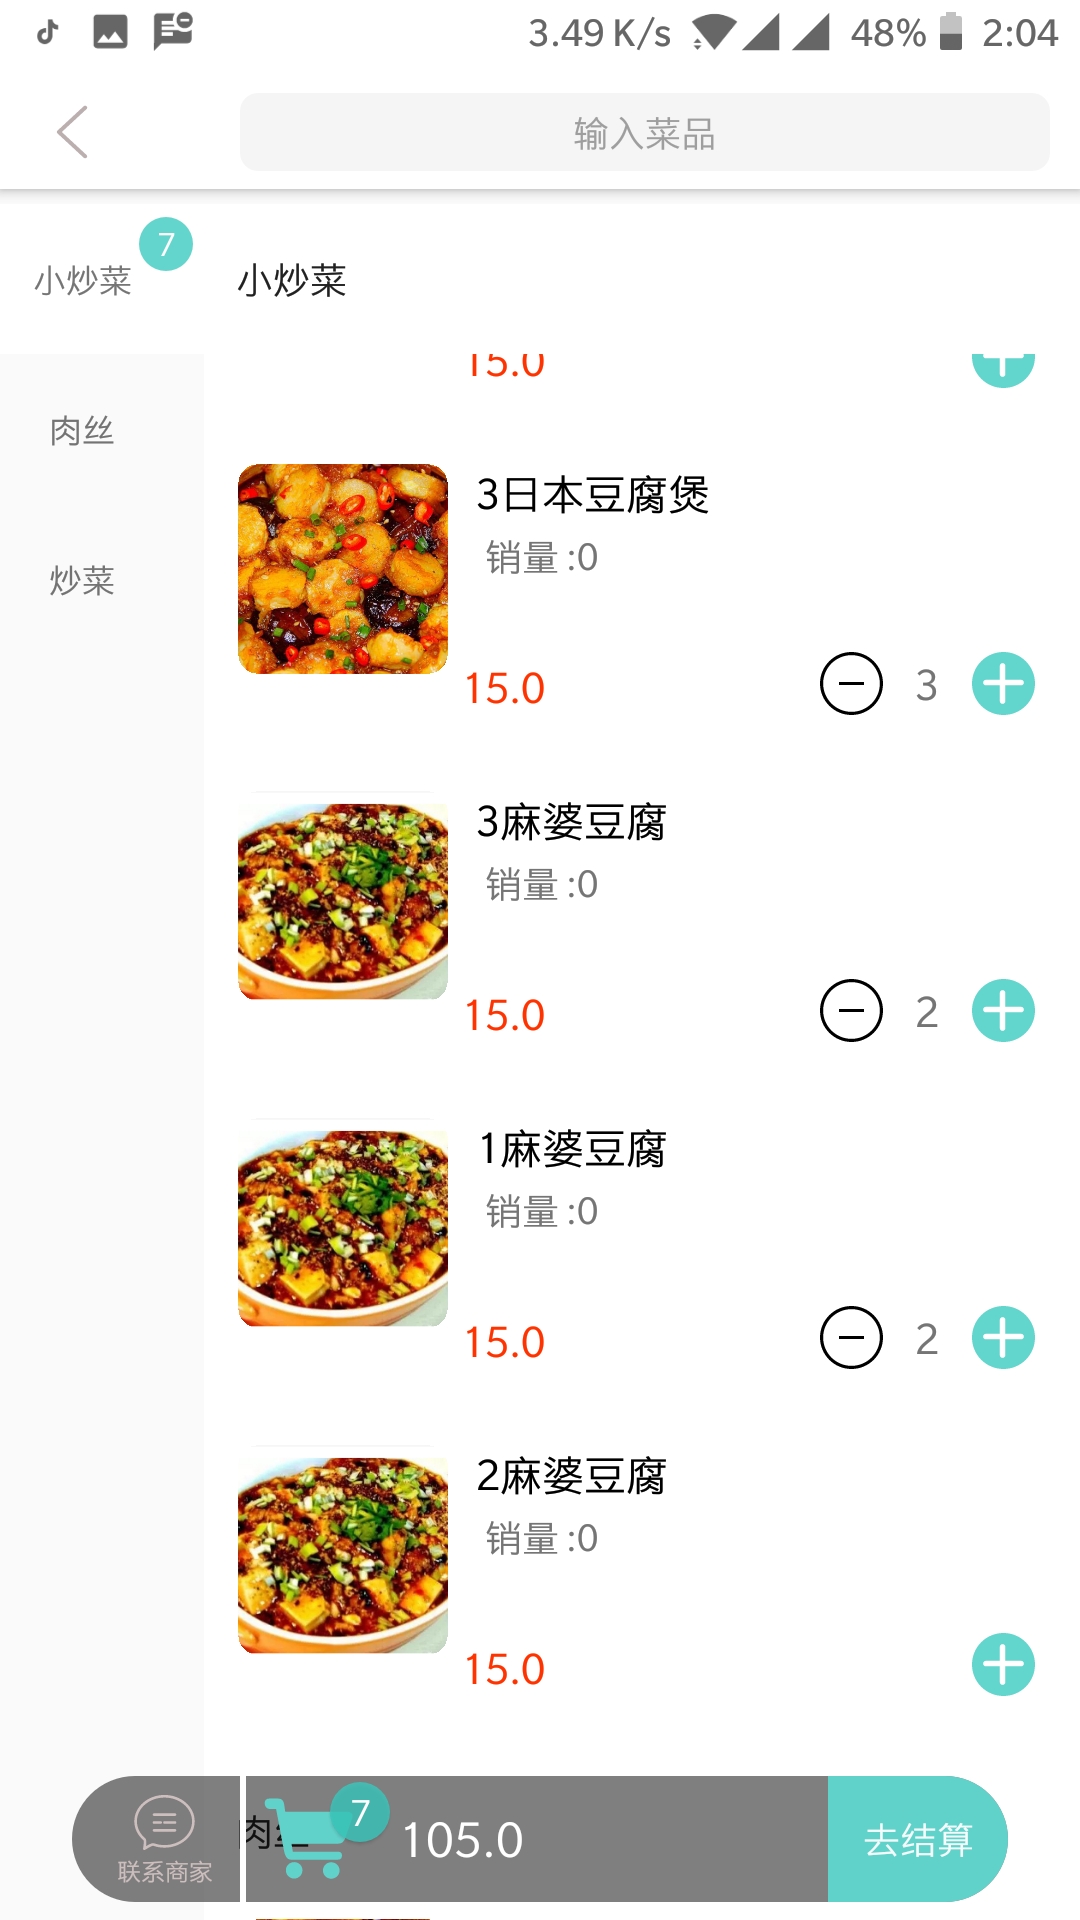 3.49 K/s 48% 2:04
输入菜品
小炒菜 7
小炒菜
肉丝
炒菜
15.0
3日本豆腐煲
销量:0
15.0 3
3麻婆豆腐
销量:0
15.0 2
1麻婆豆腐
销量:0
15.0 2
2麻婆豆腐
销量:0
15.0
肉丝
联系商家 7 105.0 去结算